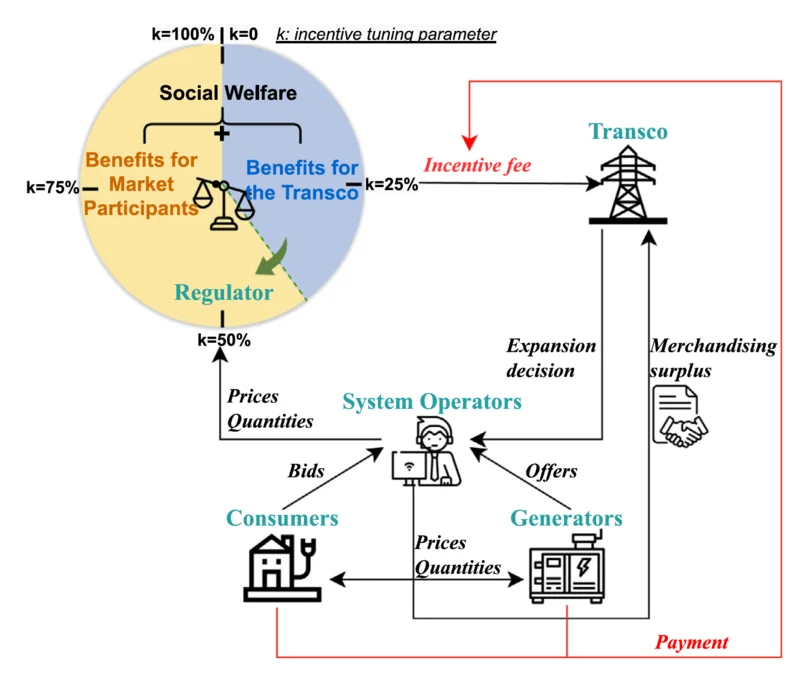 k=100% | k=0
k: incentive tuning parameter
Social Welfare
+
Benefits for
Market
Participants
Benefits for
the Transco
k=75%
k=25%
Regulator
k=50%
Incentive fee
Transco
Expansion
decision
Merchandising
surplus
Prices
Quantities
System Operators
Bids
Offers
Consumers
Generators
Prices
Quantities
Payment